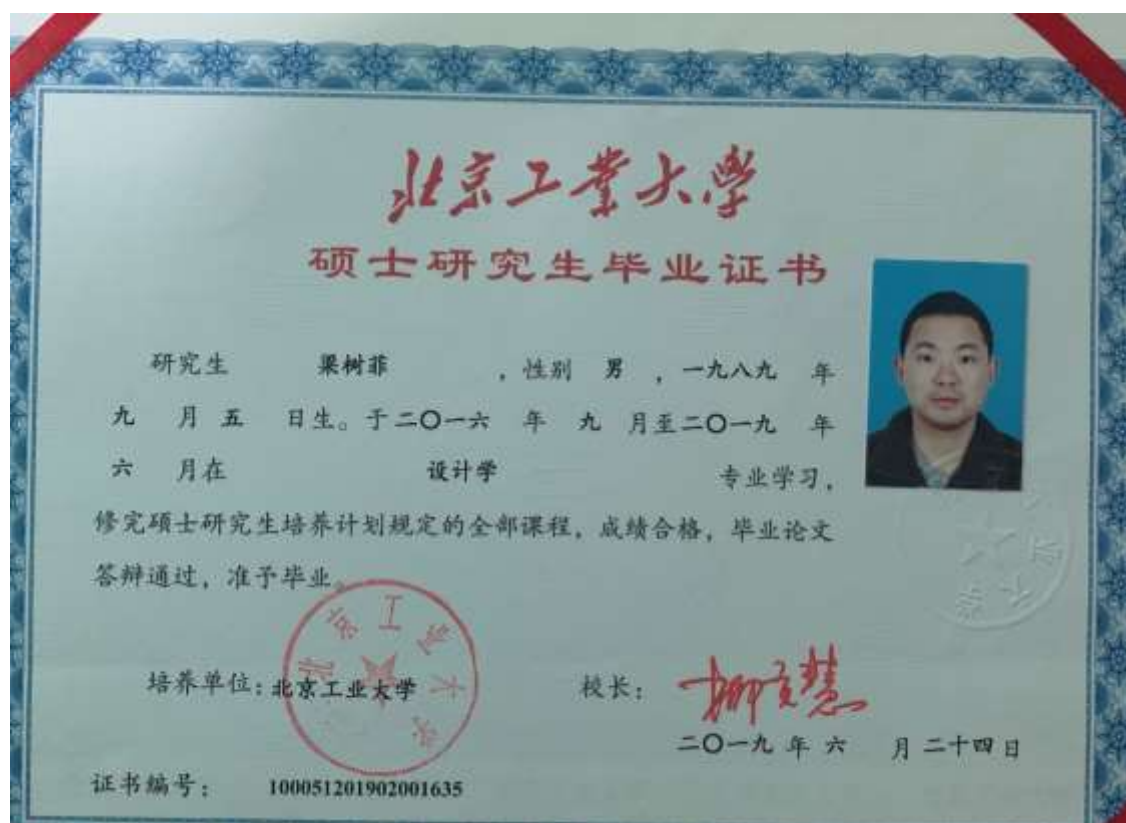 北京工业大学
硕士研究生毕业证书
研究生 梁树菲 ，性别 男 ，一九八九 年
九 月 五 日生。于二〇一六 年 九 月至二〇一九 年
六 月在 设计学 专业学习，
修完硕士研究生培养计划规定的全部课程，成绩合格，毕业论文
答辩通过，准予毕业。
北京工业大学
培养单位：北京工业大学 校长：
二〇一九 年 六 月 二十四 日
证书编号： 100051201902001635